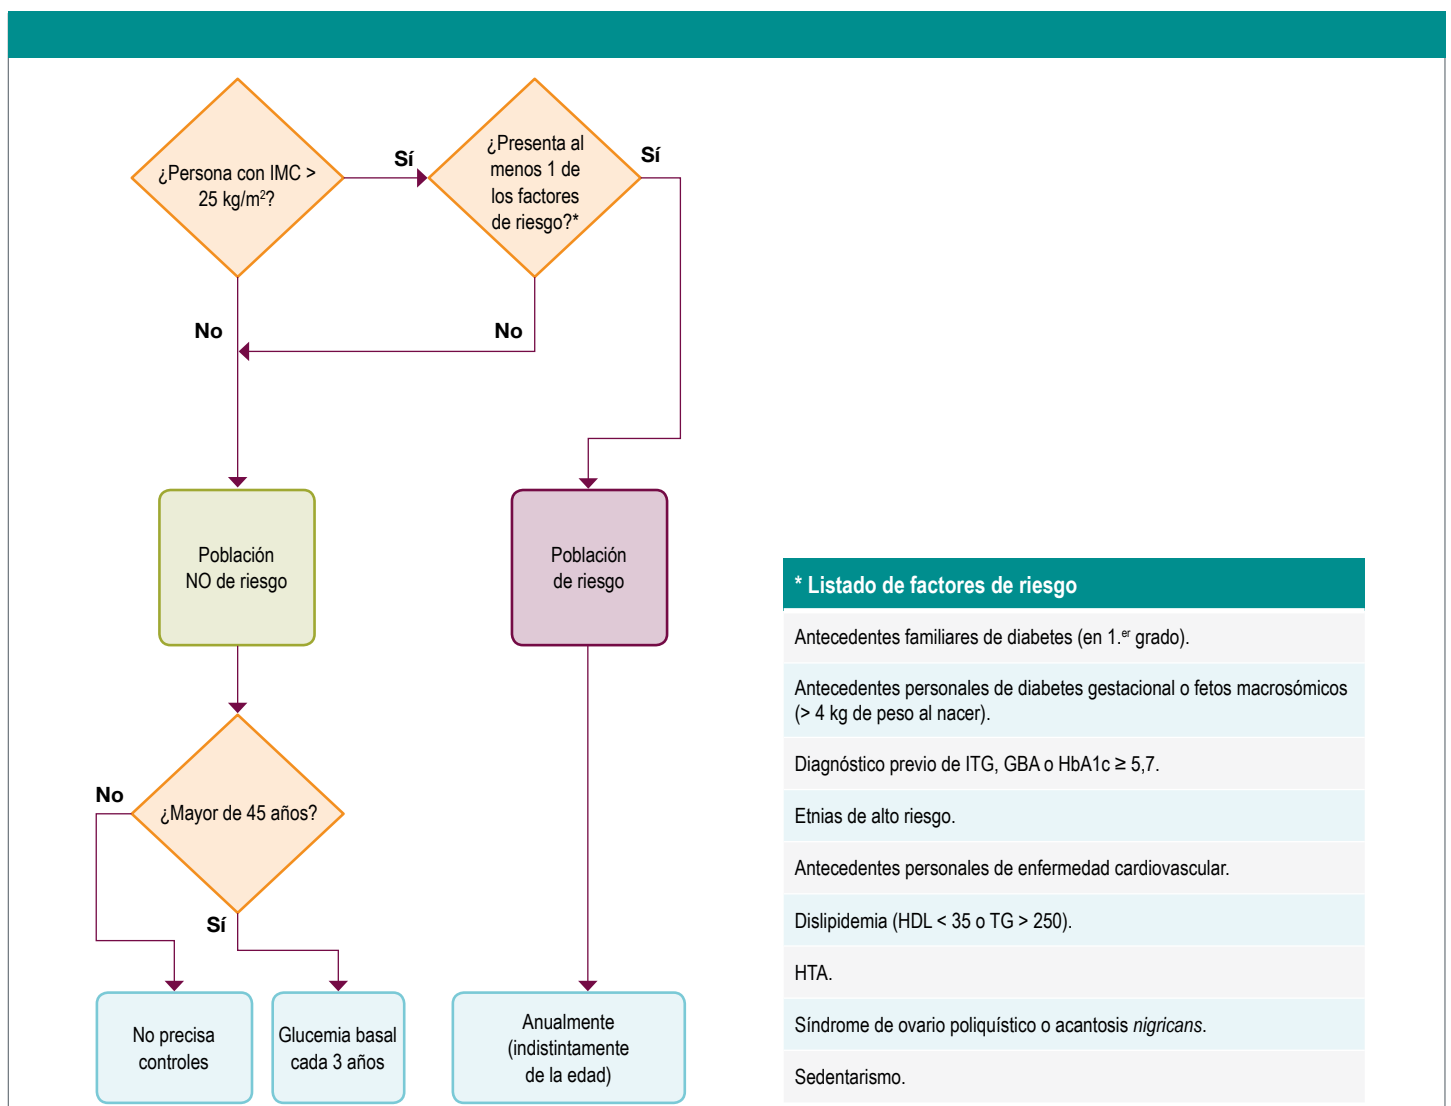 ¿Persona con IMC >
25 kg/m²?
Sí
¿Presenta al
menos 1 de
los factores
de riesgo?*
Sí
No
No
Población
NO de riesgo
Población
de riesgo
¿Mayor de 45 años?
No
Sí
No precisa
controles
Glucemia basal
cada 3 años
Anualmente
(indistintamente
de la edad)
* Listado de factores de riesgo
Antecedentes familiares de diabetes (en 1.er grado).
Antecedentes personales de diabetes gestacional o fetos macrosómicos
(> 4 kg de peso al nacer).
Diagnóstico previo de ITG, GBA o HbA1c ≥ 5,7.
Etnias de alto riesgo.
Antecedentes personales de enfermedad cardiovascular.
Dislipidemia (HDL < 35 o TG > 250).
HTA.
Síndrome de ovario poliquístico o acantosis nigricans.
Sedentarismo.